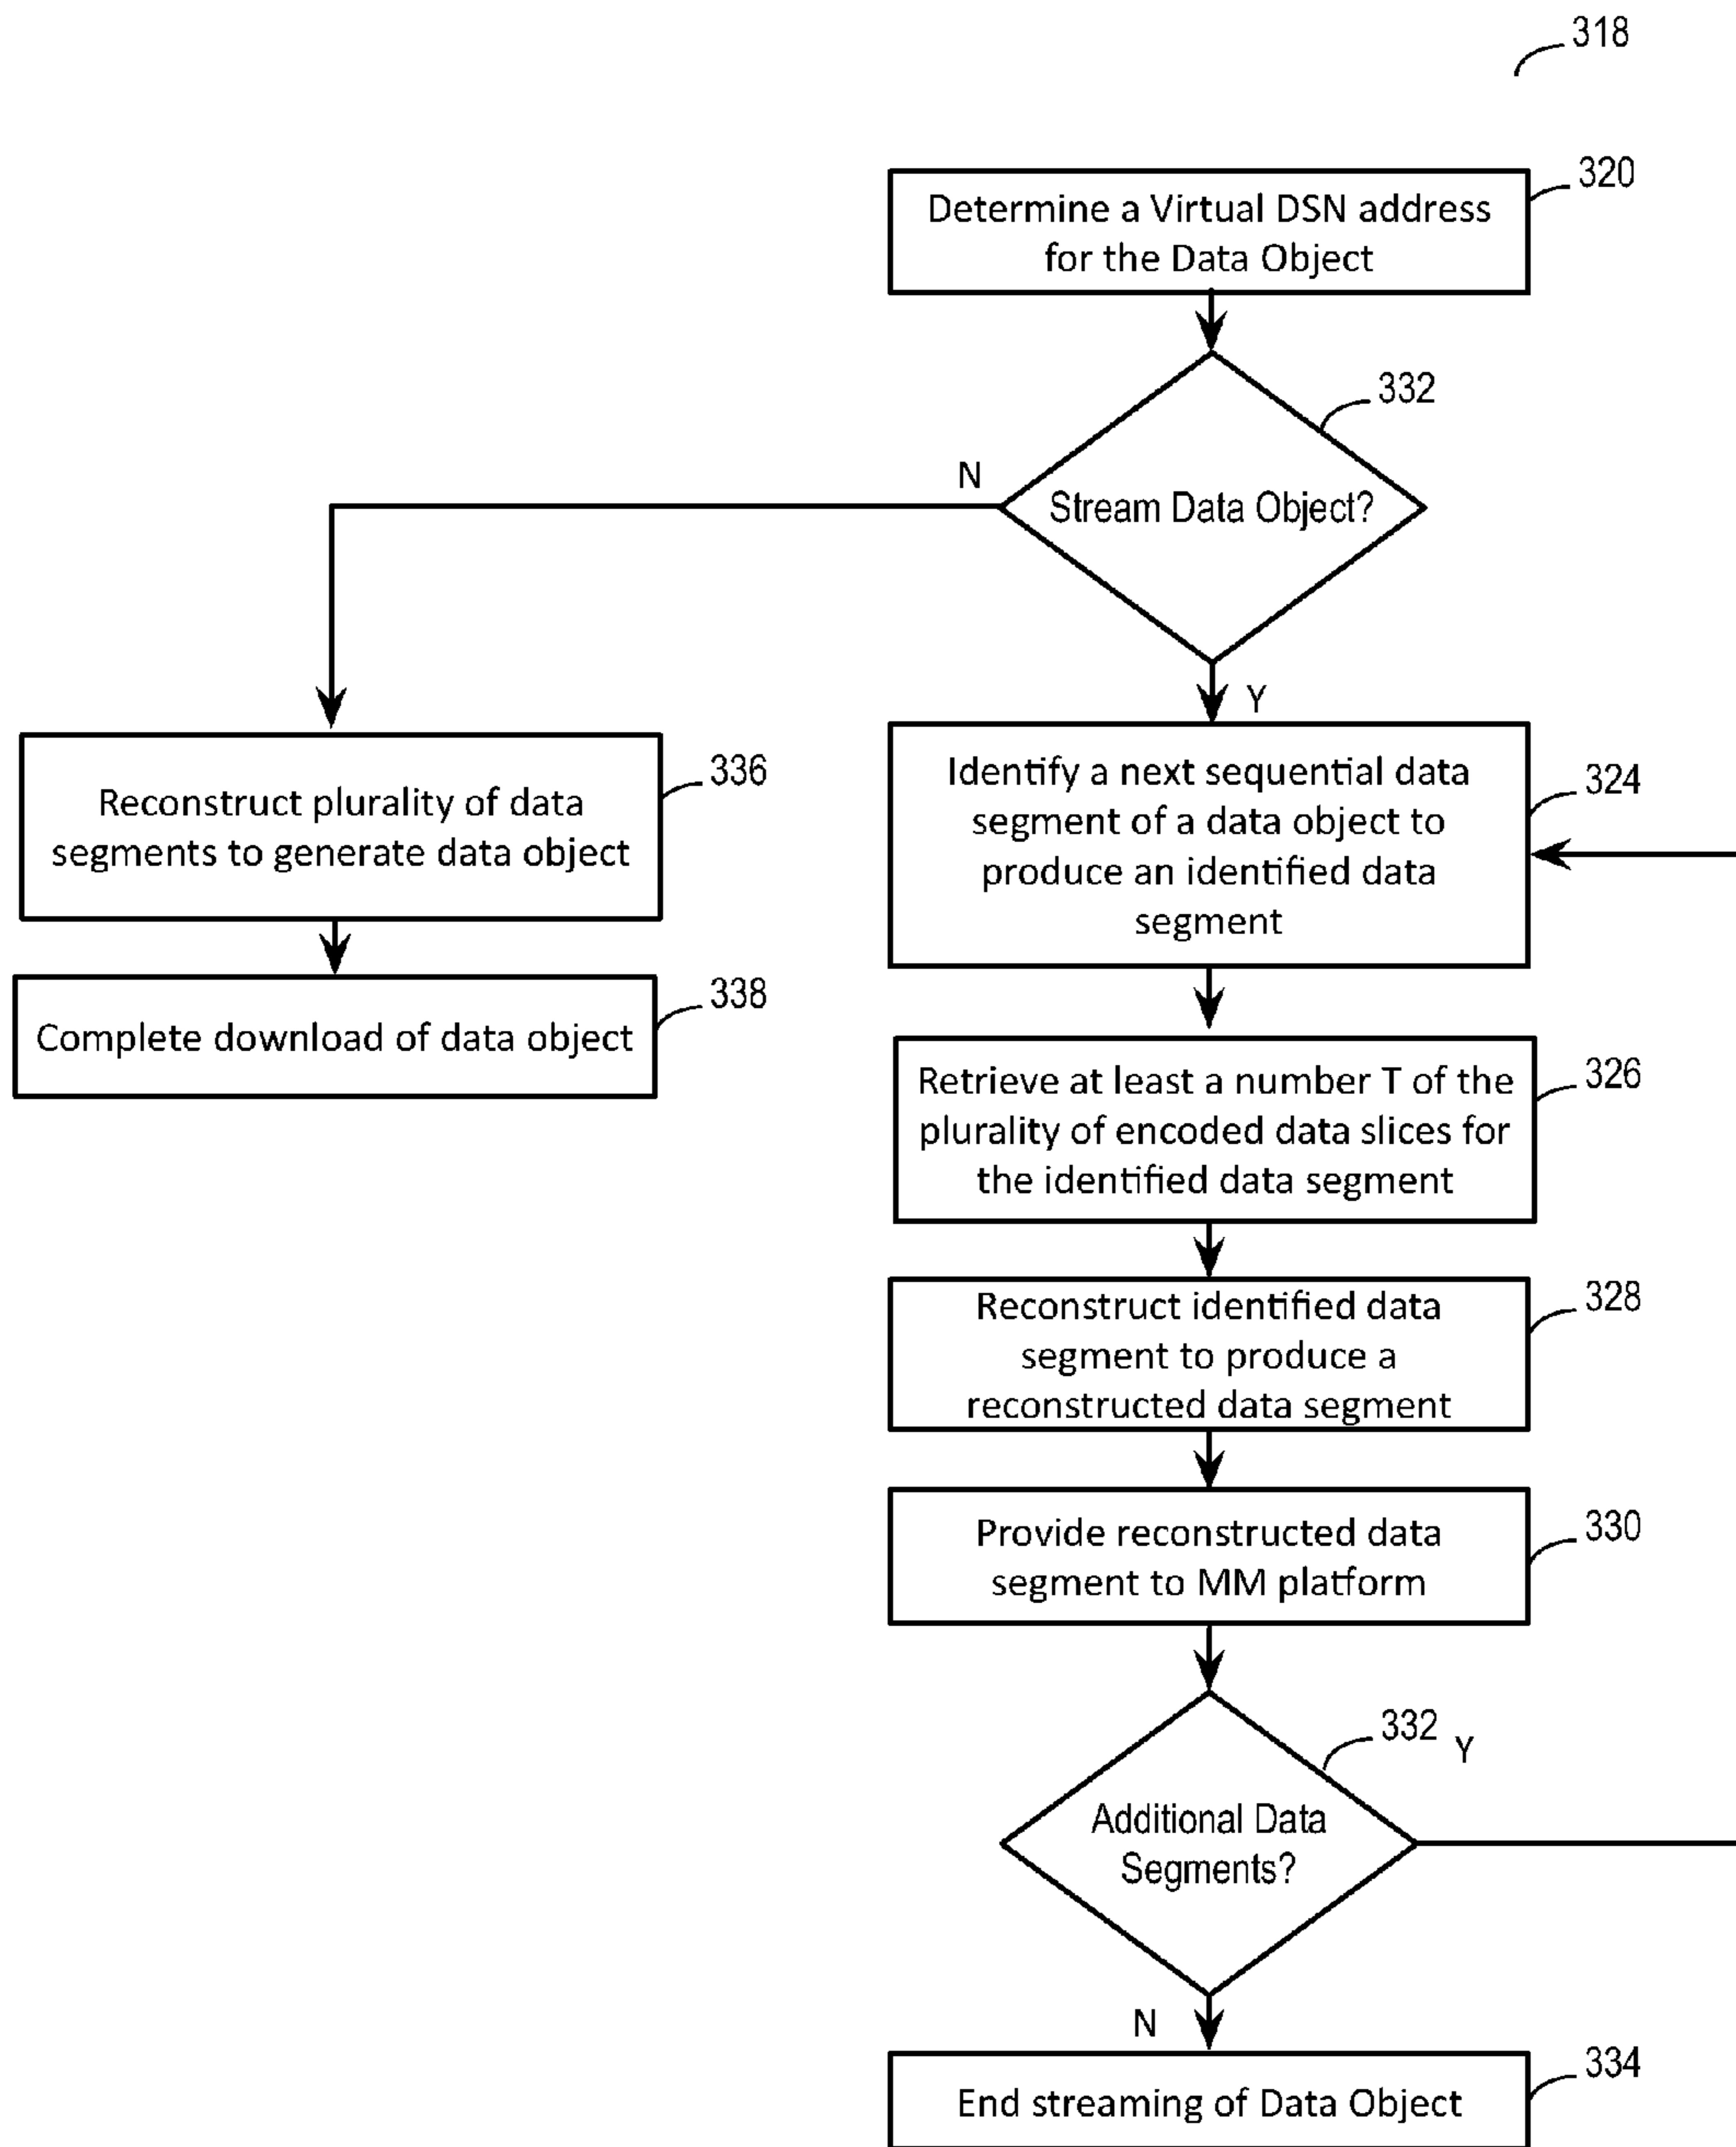 318
320
Determine a Virtual DSN address
for the Data Object
332
N
Stream Data Object?
Y
336
Reconstruct plurality of data
segments to generate data object
338
Complete download of data object
324
Identify a next sequential data
segment of a data object to
produce an identified data
segment
326
Retrieve at least a number T of the
plurality of encoded data slices for
the identified data segment
328
Reconstruct identified data
segment to produce a
reconstructed data segment
330
Provide reconstructed data
segment to MM platform
332
Y
Additional Data
Segments?
N
334
End streaming of Data Object